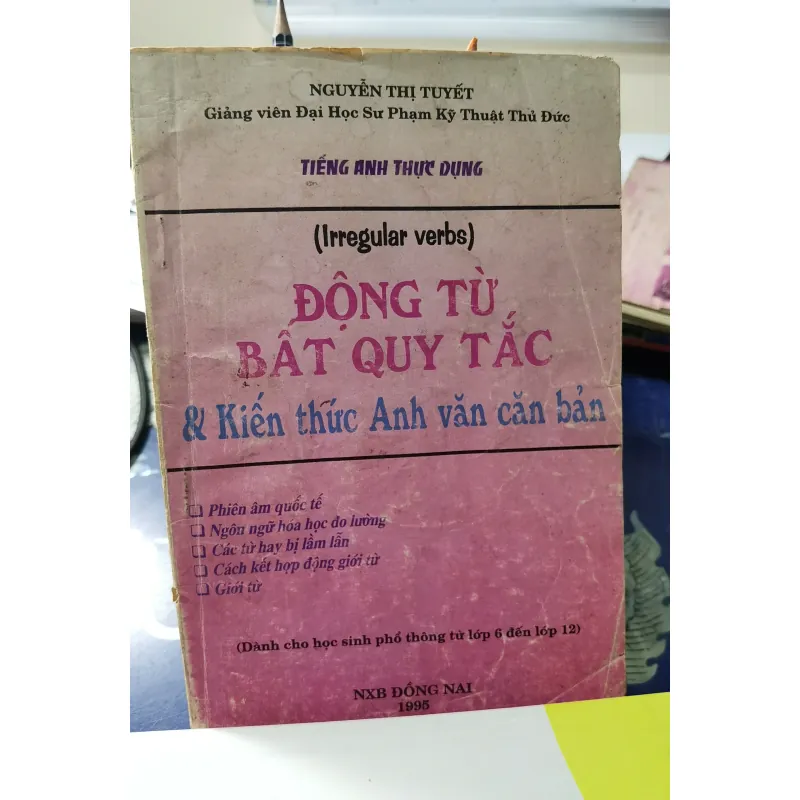 NGUYỄN THỊ TUYẾT
Giảng viên Đại Học Sư Phạm Kỹ Thuật Thủ Đức
TIẾNG ANH THỰC DỤNG
(Irregular verbs)
ĐỘNG TỪ
BẤT QUY TẮC
& Kiến thức Anh văn căn bản
❑ Phiên âm quốc tế
❑ Ngôn ngữ hóa học đo lường
❑ Các từ hay bị lầm lẫn
❑ Cách kết hợp động giới từ
❑ Giới từ
(Dành cho học sinh phổ thông từ lớp 6 đến lớp 12)
NXB ĐỒNG NAI
1995